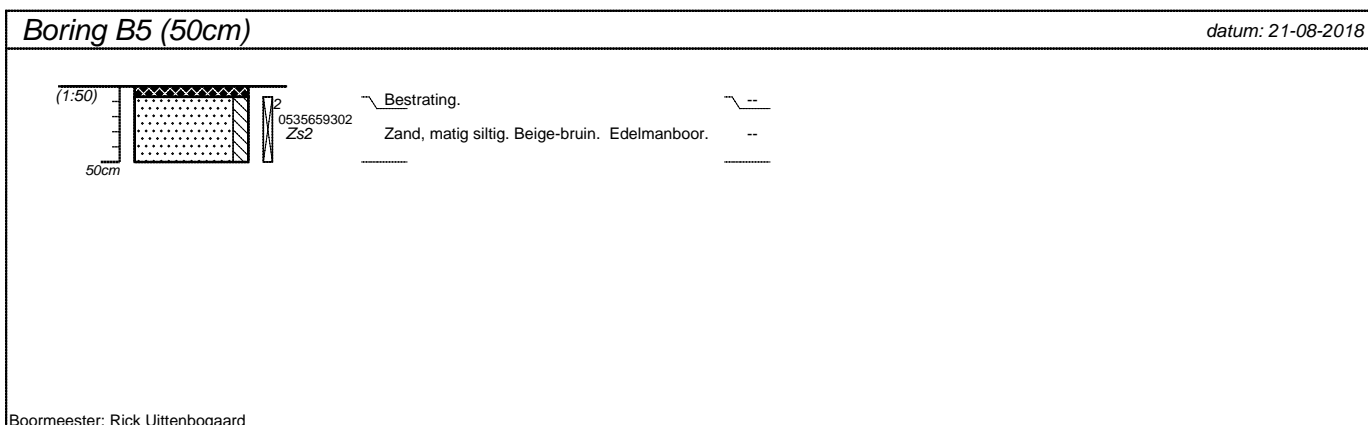 Boring B5 (50cm)
datum: 21-08-2018
(1:50)
2
Bestrating.
--
0535659302
Zs2
Zand, matig siltig. Beige-bruin. Edelmanboor.
--
50cm
Boormeester: Rick Uittenbogaard